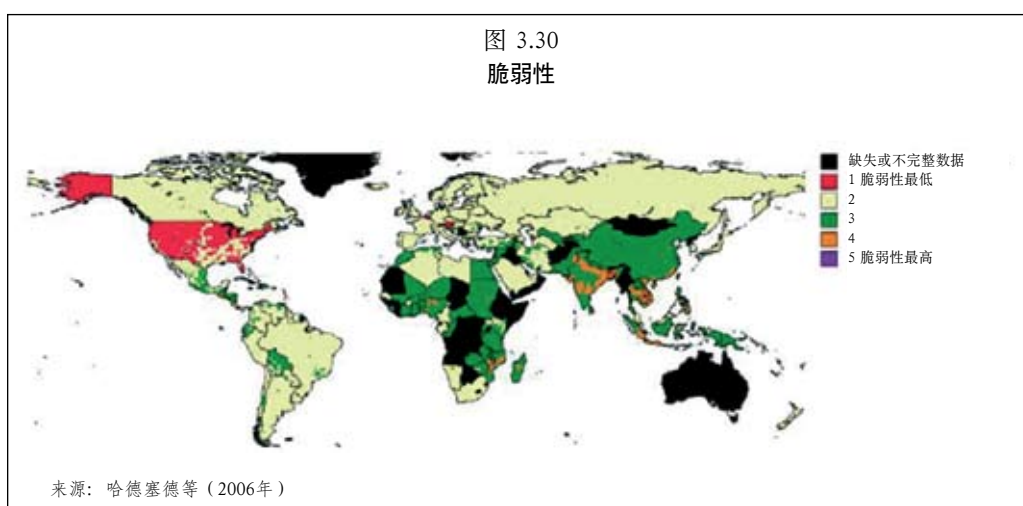 图 3.30
脆弱性
缺失或不完整数据
1 脆弱性最低
2
3
4
5 脆弱性最高
来源：哈德塞德等（2006年）